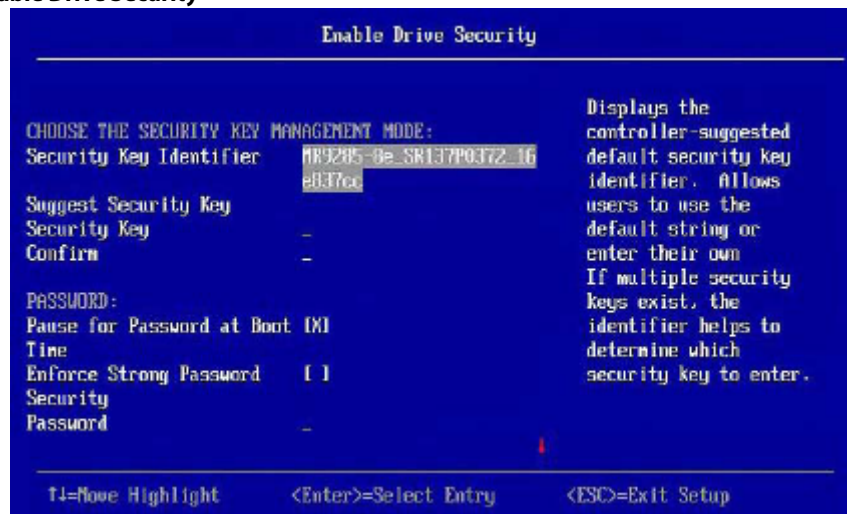 Enable Drive Security
CHOOSE THE SECURITY KEY MANAGEMENT MODE:
Security Key Identifier MR9285-8e_SR137P0372_16
e837cc
Suggest Security Key
Security Key _
Confirm _
PASSWORD:
Pause for Password at Boot [X]
Time
Enforce Strong Password [ ]
Security
Password _
Displays the
controller-suggested
default security key
identifier. Allows
users to use the
default string or
enter their own
If multiple security
keys exist, the
identifier helps to
determine which
security key to enter.
↑↓=Move Highlight <Enter>=Select Entry <ESC>=Exit Setup